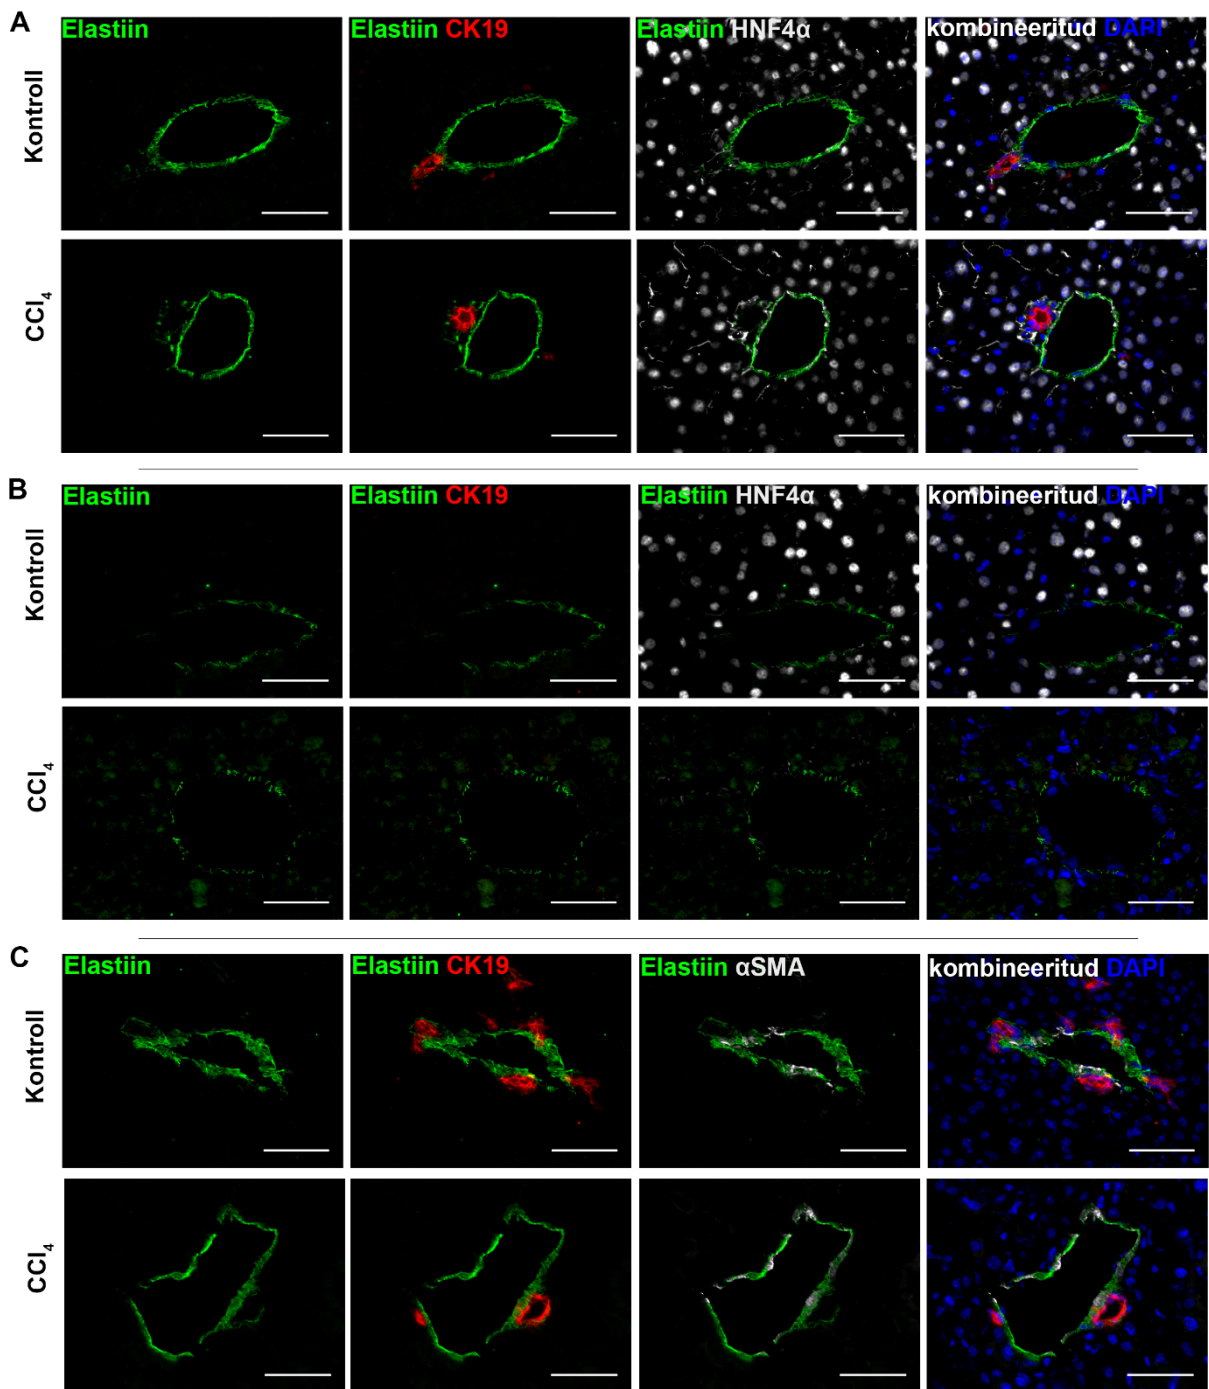 A
Elastiin
Elastiin CK19
Elastiin HNF4α
kombineeritud DAPI
Kontroll
CCl₄
B
Elastiin
Elastiin CK19
Elastiin HNF4α
kombineeritud DAPI
Kontroll
CCl₄
C
Elastiin
Elastiin CK19
Elastiin αSMA
kombineeritud DAPI
Kontroll
CCl₄